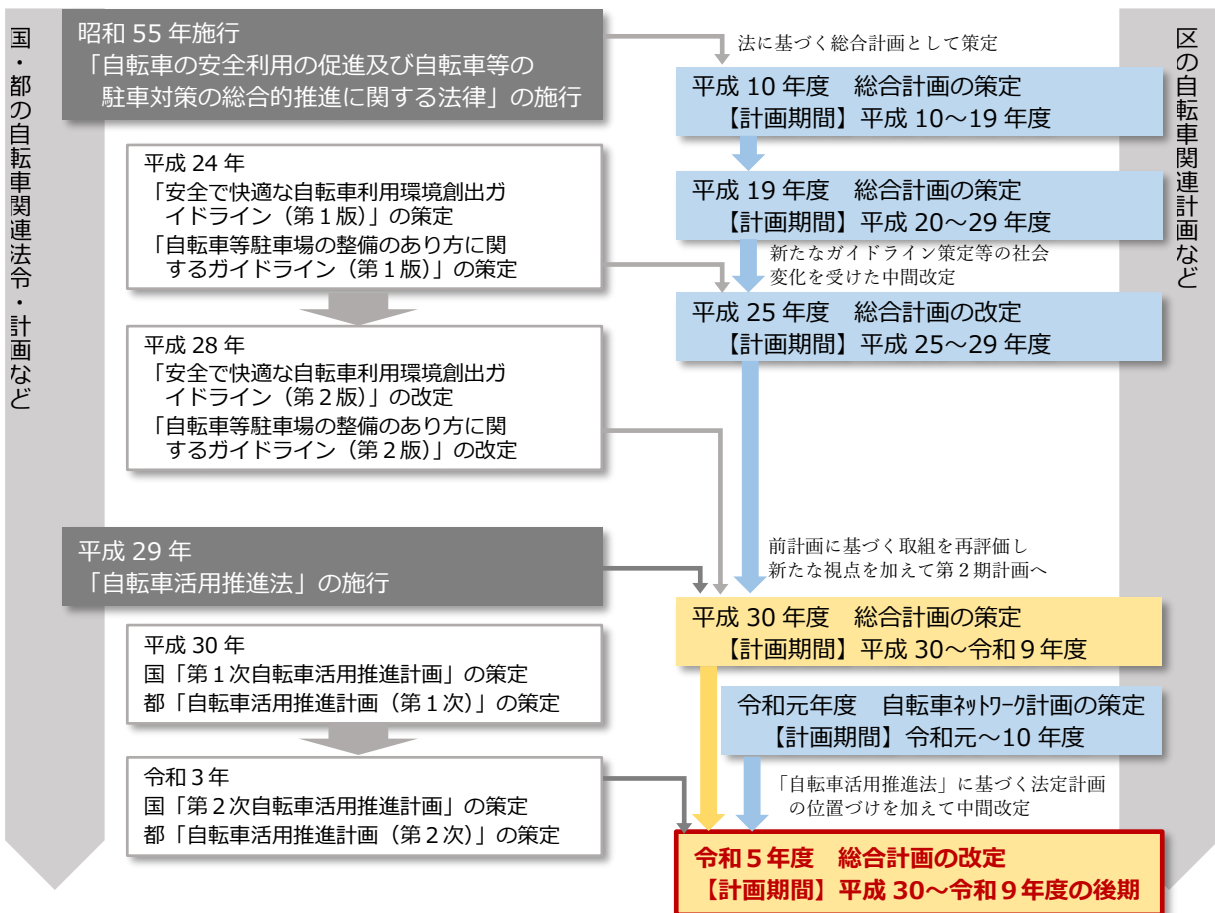 国・都の自転車関連法令・計画など
昭和 55 年施行
「自転車の安全利用の促進及び自転車等の
駐車対策の総合的推進に関する法律」の施行
平成 24 年
「安全で快適な自転車利用環境創出ガ
イドライン（第１版）」の策定
「自転車等駐車場の整備のあり方に関
するガイドライン（第１版）」の策定
平成 28 年
「安全で快適な自転車利用環境創出ガ
イドライン（第２版）」の改定
「自転車等駐車場の整備のあり方に関
するガイドライン（第２版）」の改定
平成 29 年
「自転車活用推進法」の施行
平成 30 年
国「第１次自転車活用推進計画」の策定
都「自転車活用推進計画（第１次）」の策定
令和３年
国「第２次自転車活用推進計画」の策定
都「自転車活用推進計画（第２次）」の策定
法に基づく総合計画として策定
平成 10 年度　総合計画の策定
【計画期間】平成 10～19 年度
平成 19 年度　総合計画の策定
【計画期間】平成 20～29 年度
新たなガイドライン策定等の社会
変化を受けた中間改定
平成 25 年度　総合計画の改定
【計画期間】平成 25～29 年度
前計画に基づく取組を再評価し
新たな視点を加えて第２期計画へ
平成 30 年度　総合計画の策定
【計画期間】平成 30～令和９年度
令和元年度　自転車ﾈｯﾄﾜｰｸ計画の策定
【計画期間】令和元～10 年度
「自転車活用推進法」に基づく法定計画
の位置づけを加えて中間改定
令和５年度　総合計画の改定
【計画期間】平成 30～令和９年度の後期
区の自転車関連計画など